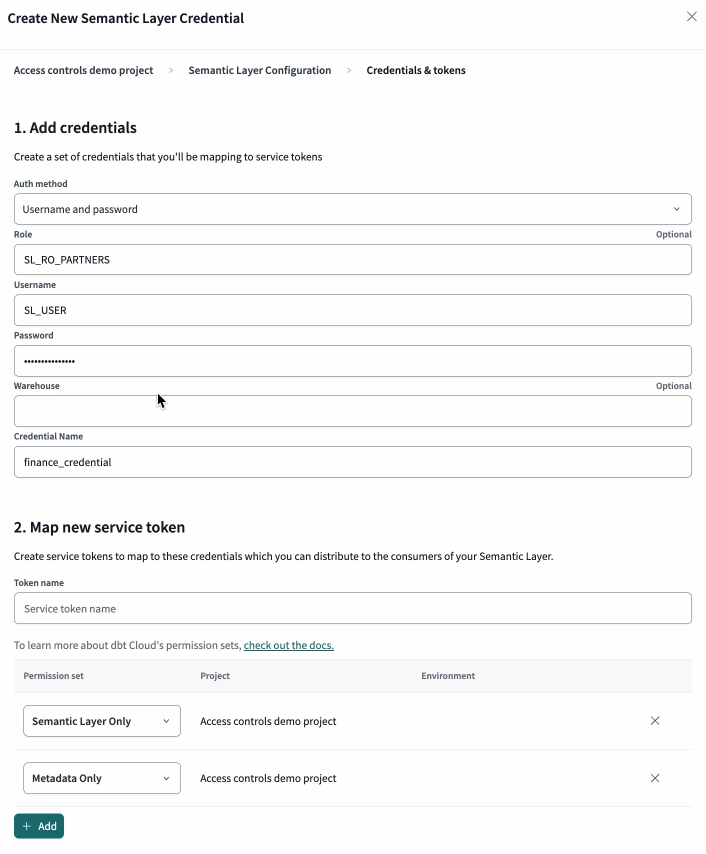 Create New Semantic Layer Credential
Access controls demo project > Semantic Layer Configuration > Credentials & tokens
1. Add credentials
Create a set of credentials that you'll be mapping to service tokens
Auth method
Username and password
Role Optional
SL_RO_PARTNERS
Username
SL_USER
Password
•••••••••••••••
Warehouse Optional
Credential Name
finance_credential
2. Map new service token
Create service tokens to map to these credentials which you can distribute to the consumers of your Semantic Layer.
Token name
Service token name
To learn more about dbt Cloud's permission sets, check out the docs.
Permission set Project Environment
Semantic Layer Only Access controls demo project
Metadata Only Access controls demo project
+ Add